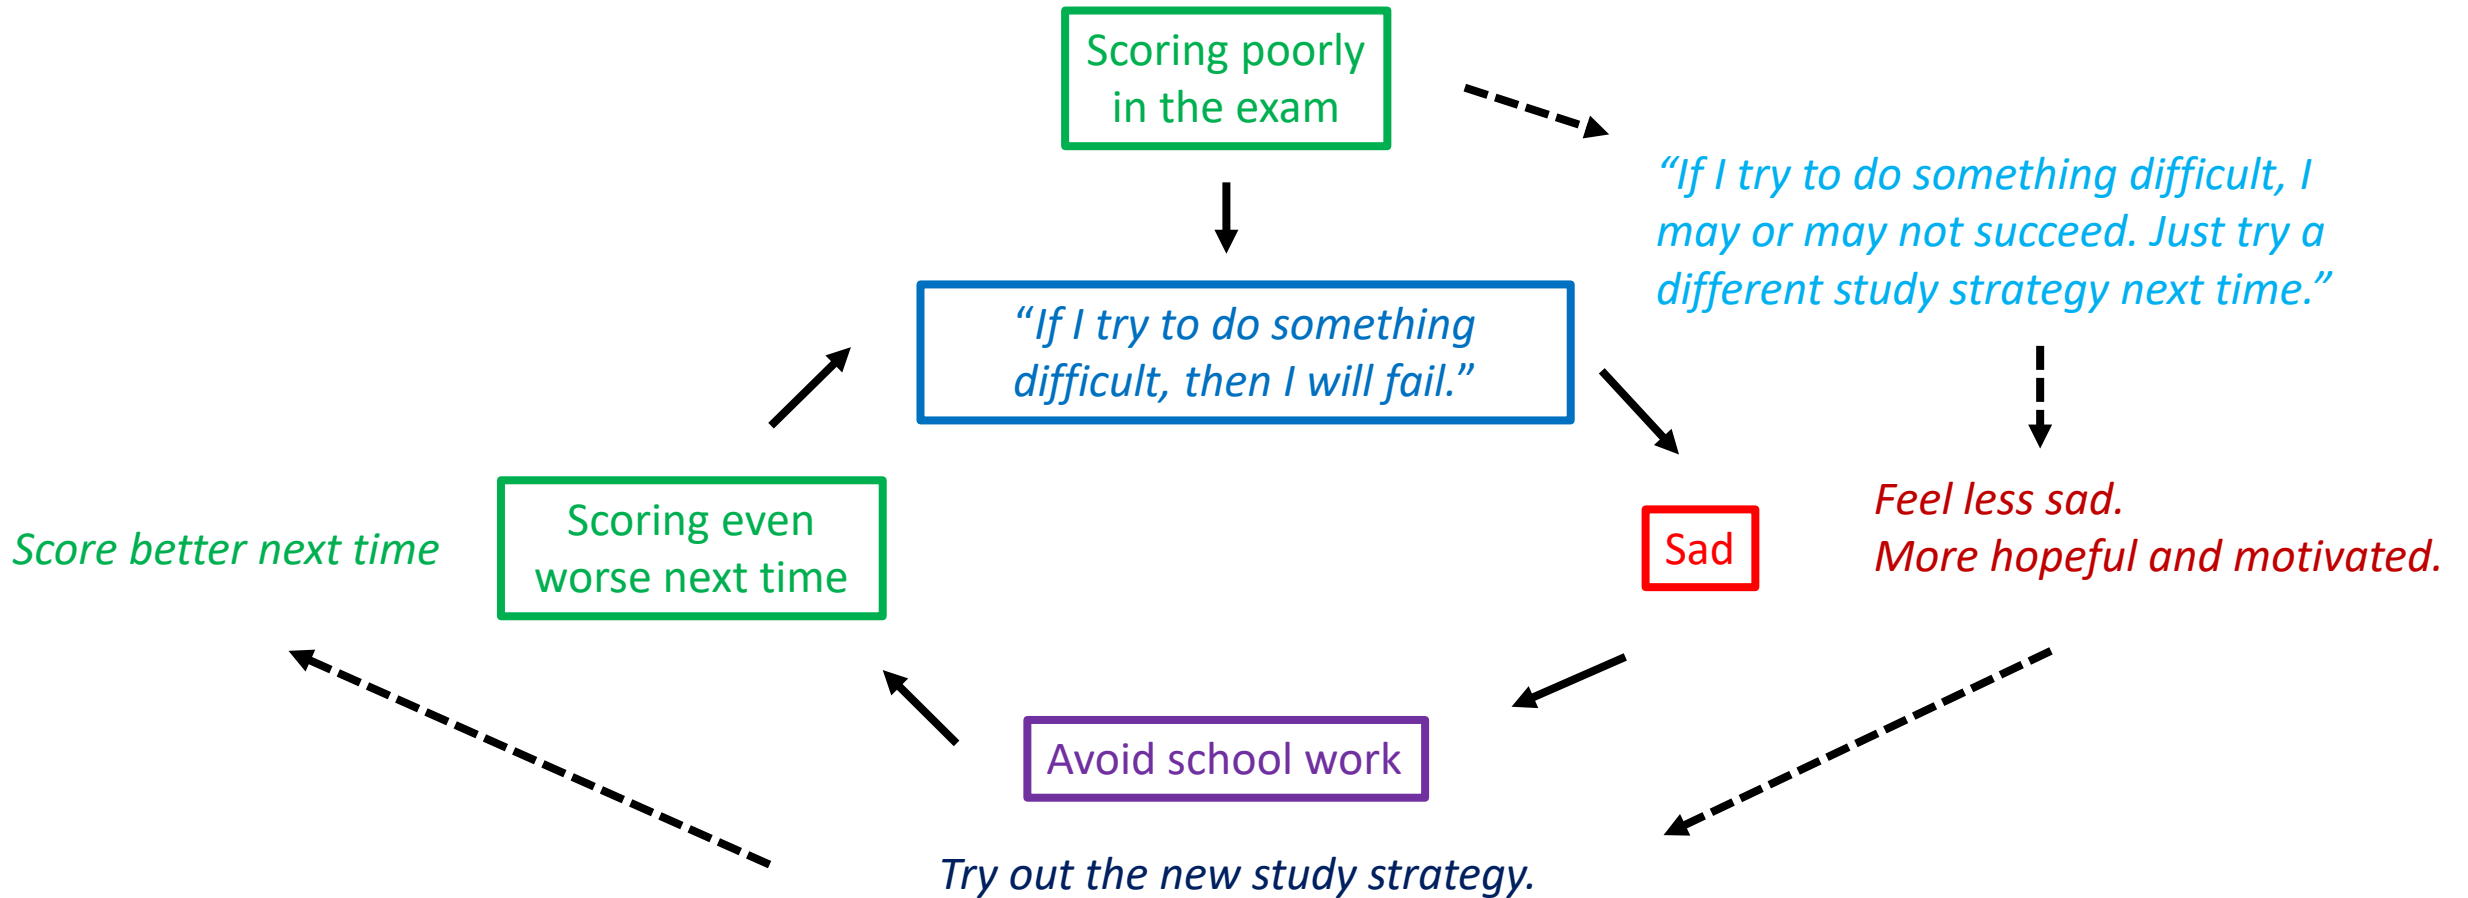 Scoring poorly
in the exam
“If I try to do something difficult, I
may or may not succeed. Just try a
different study strategy next time.”
“If I try to do something
difficult, then I will fail.”
Score better next time
Scoring even
worse next time
Sad
Feel less sad.
More hopeful and motivated.
Avoid school work
Try out the new study strategy.